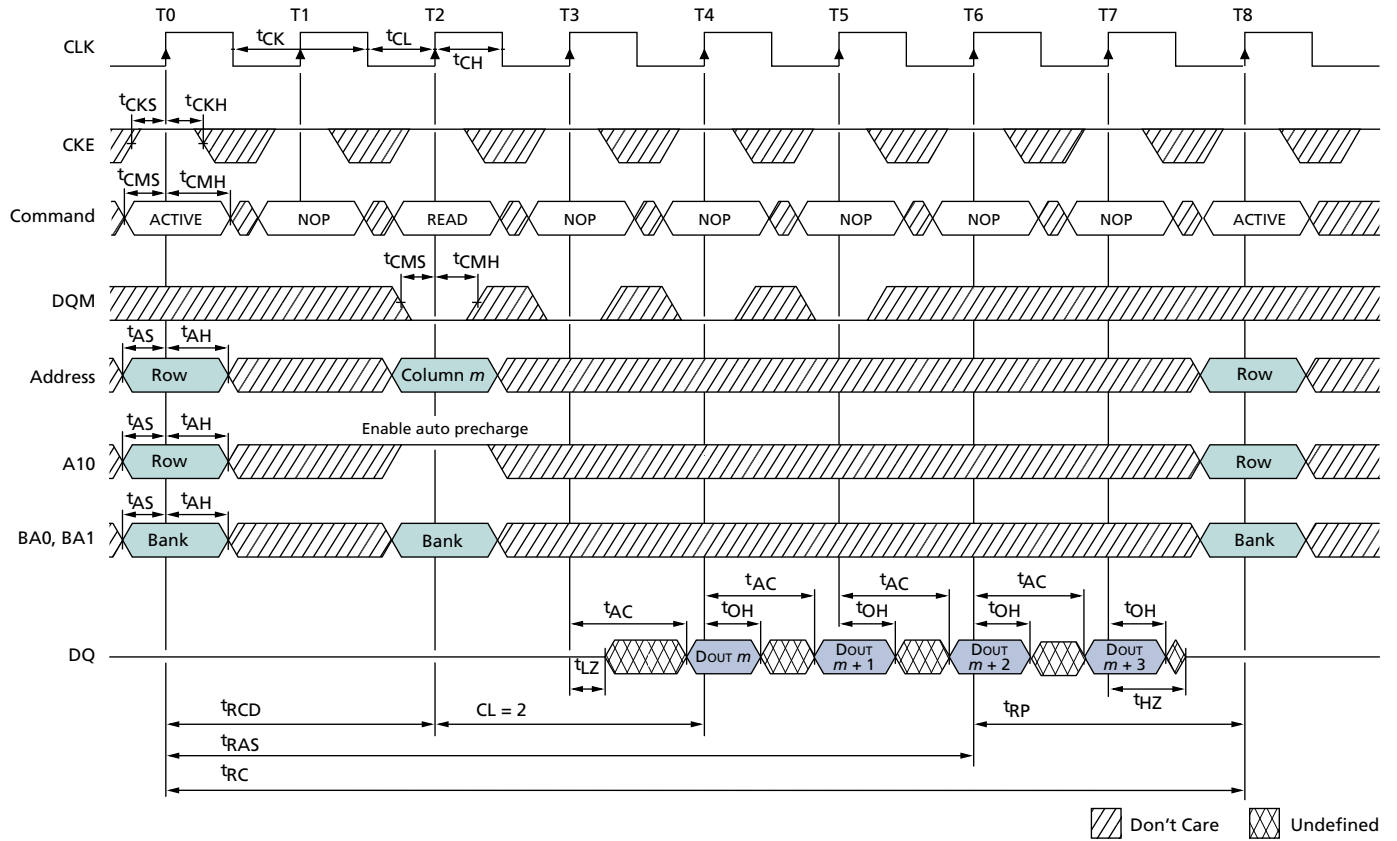 T0 T1 T2 T3 T4 T5 T6 T7 T8
CLK
tCK tCL
tCH
tCKS tCKH
CKE
tCMS tCMH
Command ACTIVE NOP READ NOP NOP NOP NOP NOP ACTIVE
tCMS tCMH
DQM
tAS tAH
Address Row Column m Row
tAS tAH Enable auto precharge
A10 Row Row
tAS tAH
BA0, BA1 Bank Bank Bank
tAC tAC tAC
tAC tOH tOH tOH tOH
DQ DOUT m DOUT m + 1 DOUT m + 2 DOUT m + 3
tLZ tHZ
tRCD CL = 2 tRP
tRAS
tRC
Don't Care Undefined